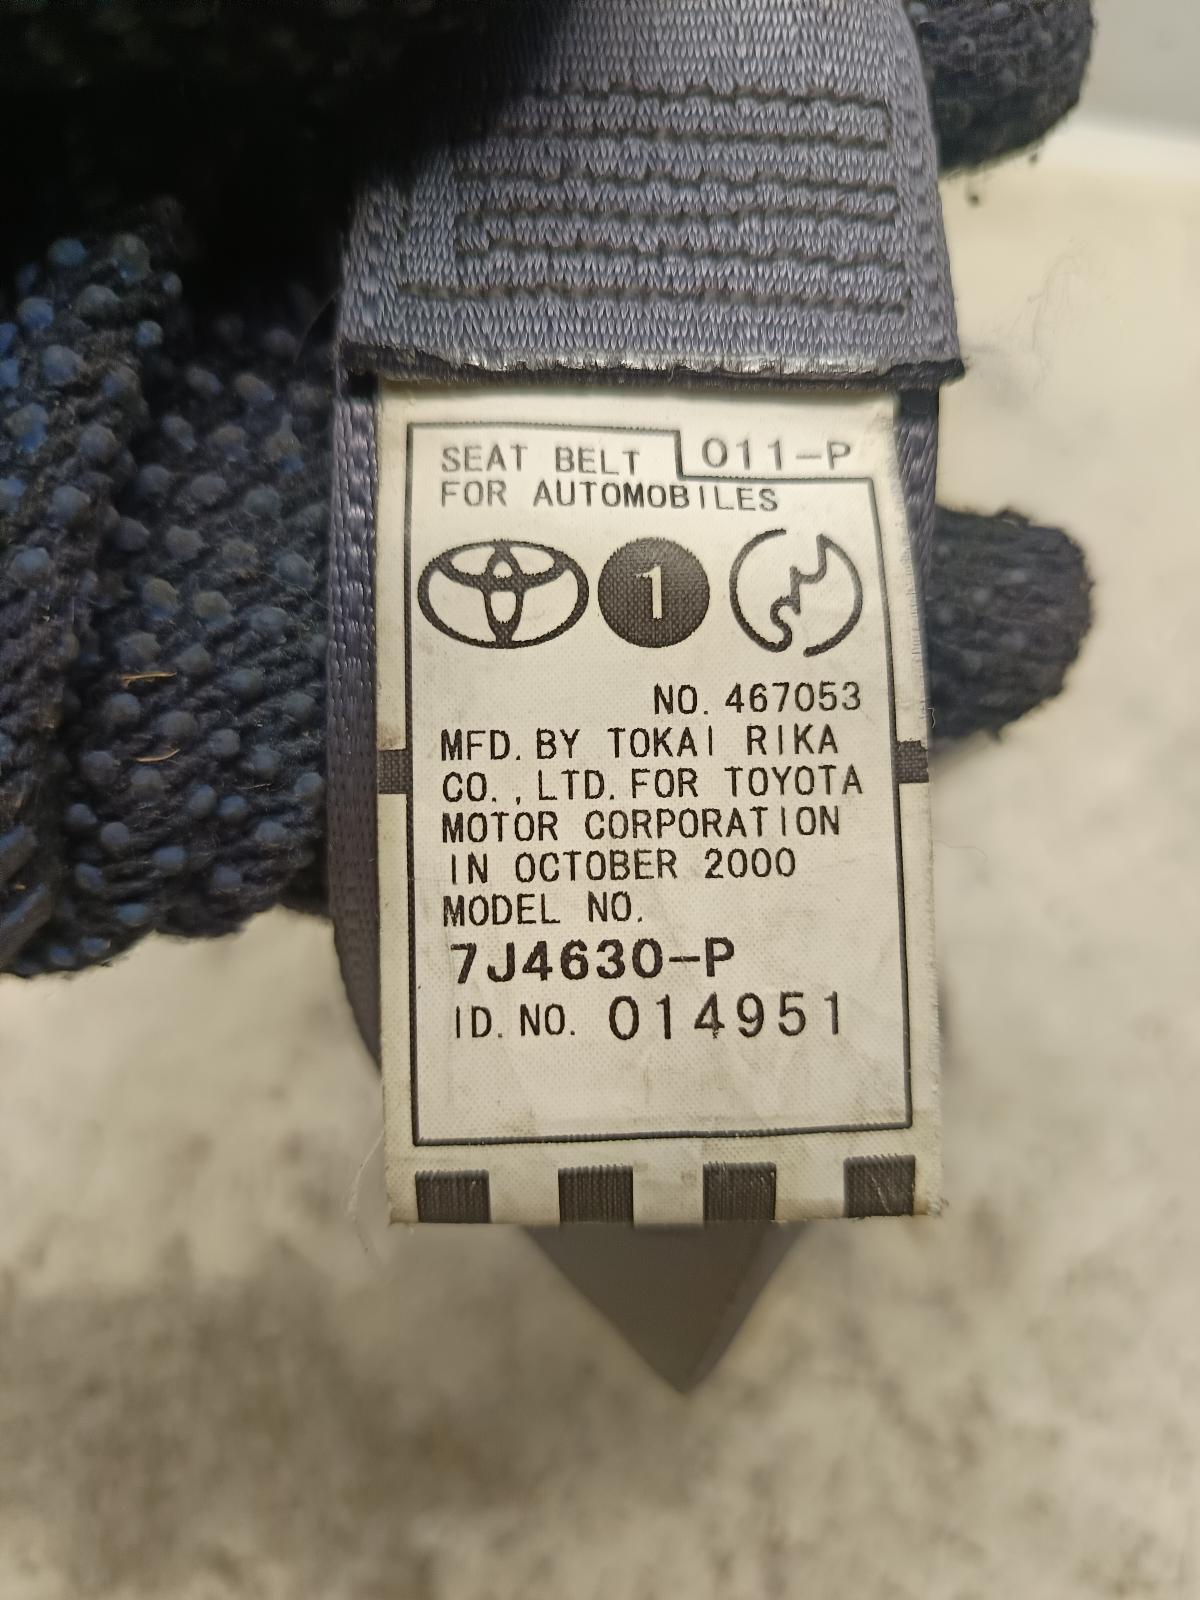 SEAT BELT 011-P
FOR AUTOMOBILES
1
NO. 467053
MFD. BY TOKAI RIKA
CO., LTD. FOR TOYOTA
MOTOR CORPORATION
IN OCTOBER 2000
MODEL NO.
7J4630-P
ID. NO. 014951